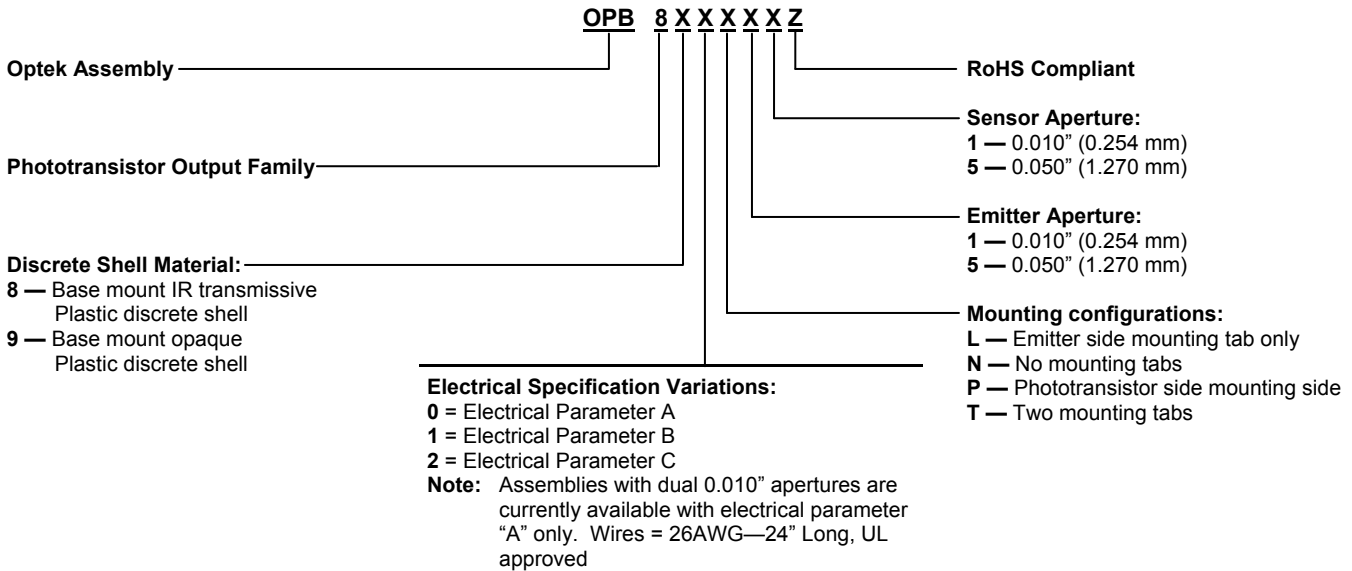 OPB 8 X X X X X Z
Optek Assembly
Phototransistor Output Family
Discrete Shell Material:
8 — Base mount IR transmissive
Plastic discrete shell
9 — Base mount opaque
Plastic discrete shell
Electrical Specification Variations:
0 = Electrical Parameter A
1 = Electrical Parameter B
2 = Electrical Parameter C
Note: Assemblies with dual 0.010” apertures are
currently available with electrical parameter
“A” only. Wires = 26AWG—24” Long, UL
approved
RoHS Compliant
Sensor Aperture:
1 — 0.010” (0.254 mm)
5 — 0.050” (1.270 mm)
Emitter Aperture:
1 — 0.010” (0.254 mm)
5 — 0.050” (1.270 mm)
Mounting configurations:
L — Emitter side mounting tab only
N — No mounting tabs
P — Phototransistor side mounting side
T — Two mounting tabs